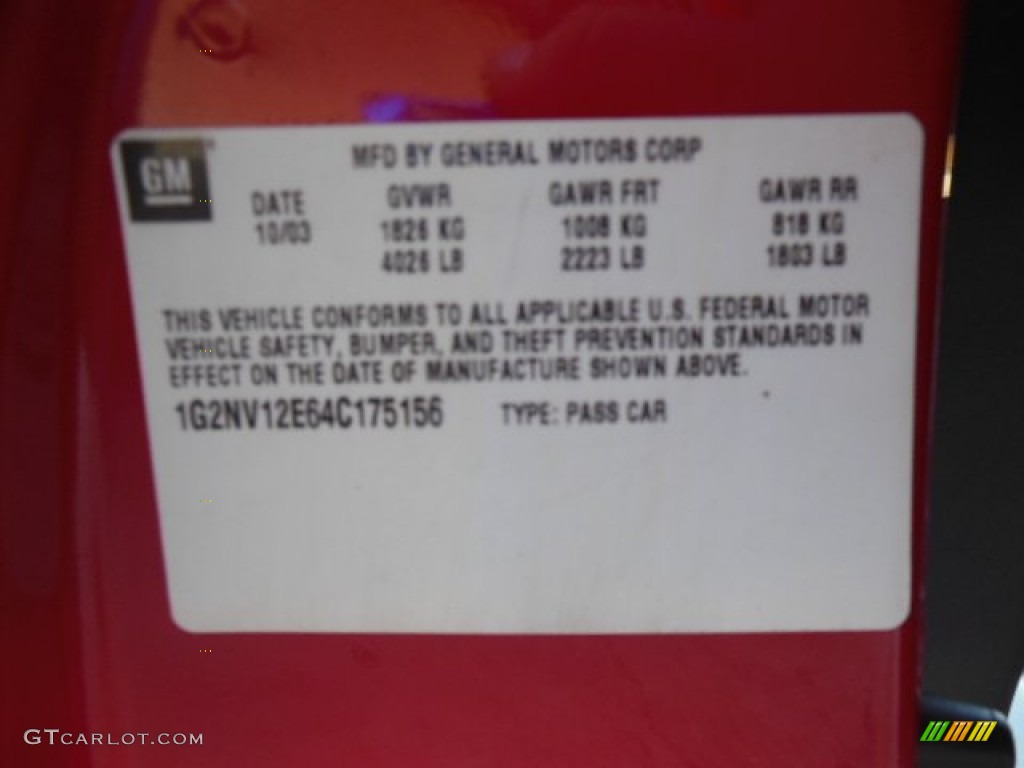 GM
MFD BY GENERAL MOTORS CORP
DATE GVWR GAWR FRT GAWR RR
10/03 1826 KG 1008 KG 818 KG
4026 LB 2223 LB 1803 LB
THIS VEHICLE CONFORMS TO ALL APPLICABLE U.S. FEDERAL MOTOR
VEHICLE SAFETY, BUMPER, AND THEFT PREVENTION STANDARDS IN
EFFECT ON THE DATE OF MANUFACTURE SHOWN ABOVE.
1G2NV12E64C175156 TYPE: PASS CAR
GTCARLOT.COM